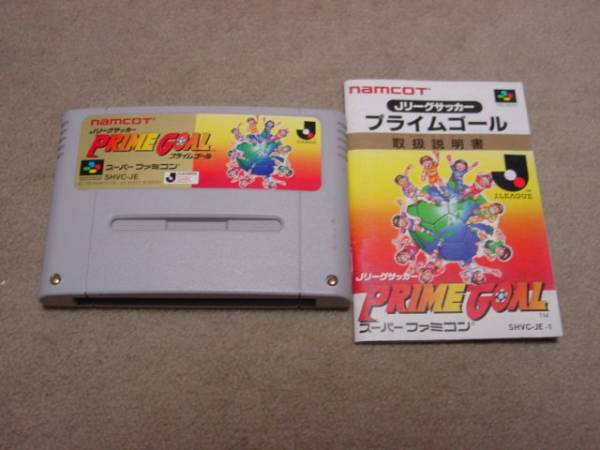 namcot
Jリーグサッカー
PRIME GOAL
プライムゴール
スーパーファミコン
SHVC-JE
J.LEAGUE
namcot
Jリーグサッカー
プライムゴール
取扱説明書
J.LEAGUE
Jリーグサッカー
PRIME GOAL
TM
スーパーファミコン
SHVC-JE-1